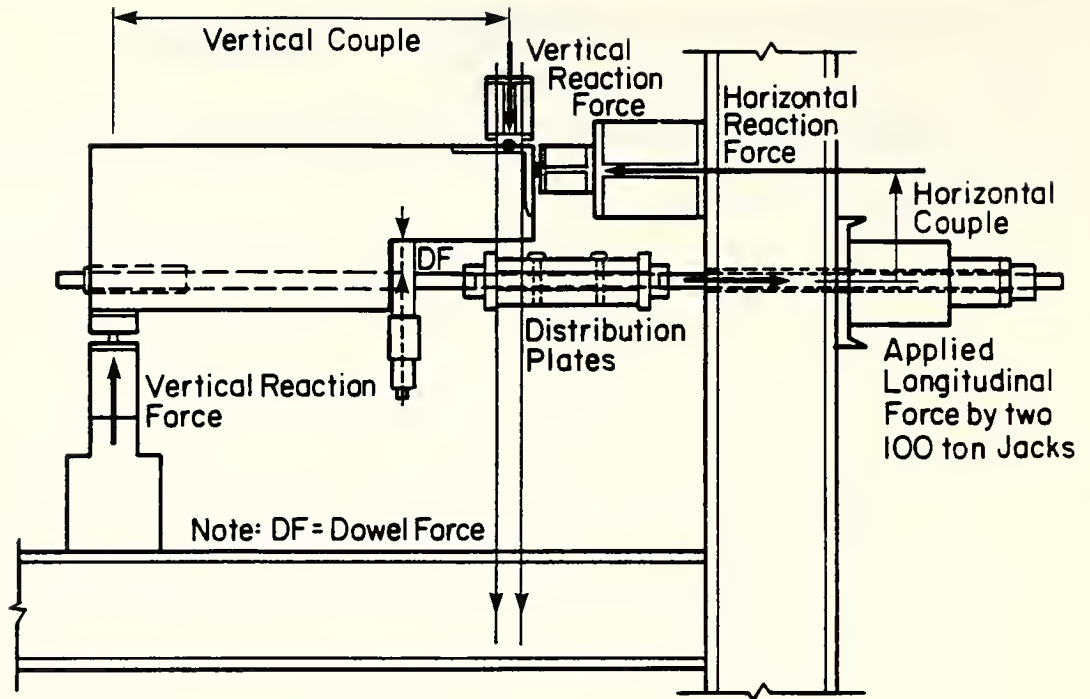 Vertical Couple
Vertical
Reaction
Force
Horizontal
Reaction
Force
Horizontal
Couple
DF
Distribution
Plates
Applied
Longitudinal
Force by two
100 ton Jacks
Vertical Reaction
Force
Note: DF = Dowel Force